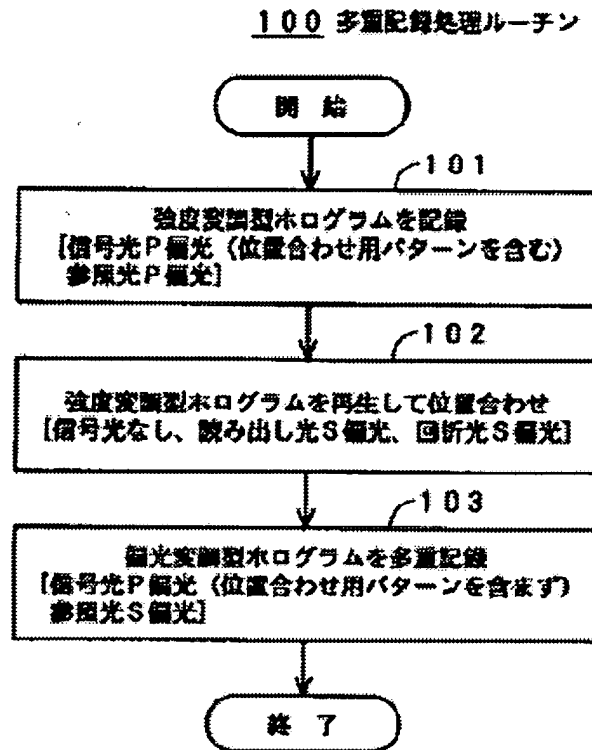 100 多重記録処理ルーチン
開 始
101
強度変調型ホログラムを記録
[信号光P偏光（位置合わせ用パターンを含む）
参照光P偏光]
102
強度変調型ホログラムを再生して位置合わせ
[信号光なし、読み出し光S偏光、回折光S偏光]
103
偏光変調型ホログラムを多重記録
[信号光P偏光（位置合わせ用パターンを含まず）
参照光S偏光]
終 了